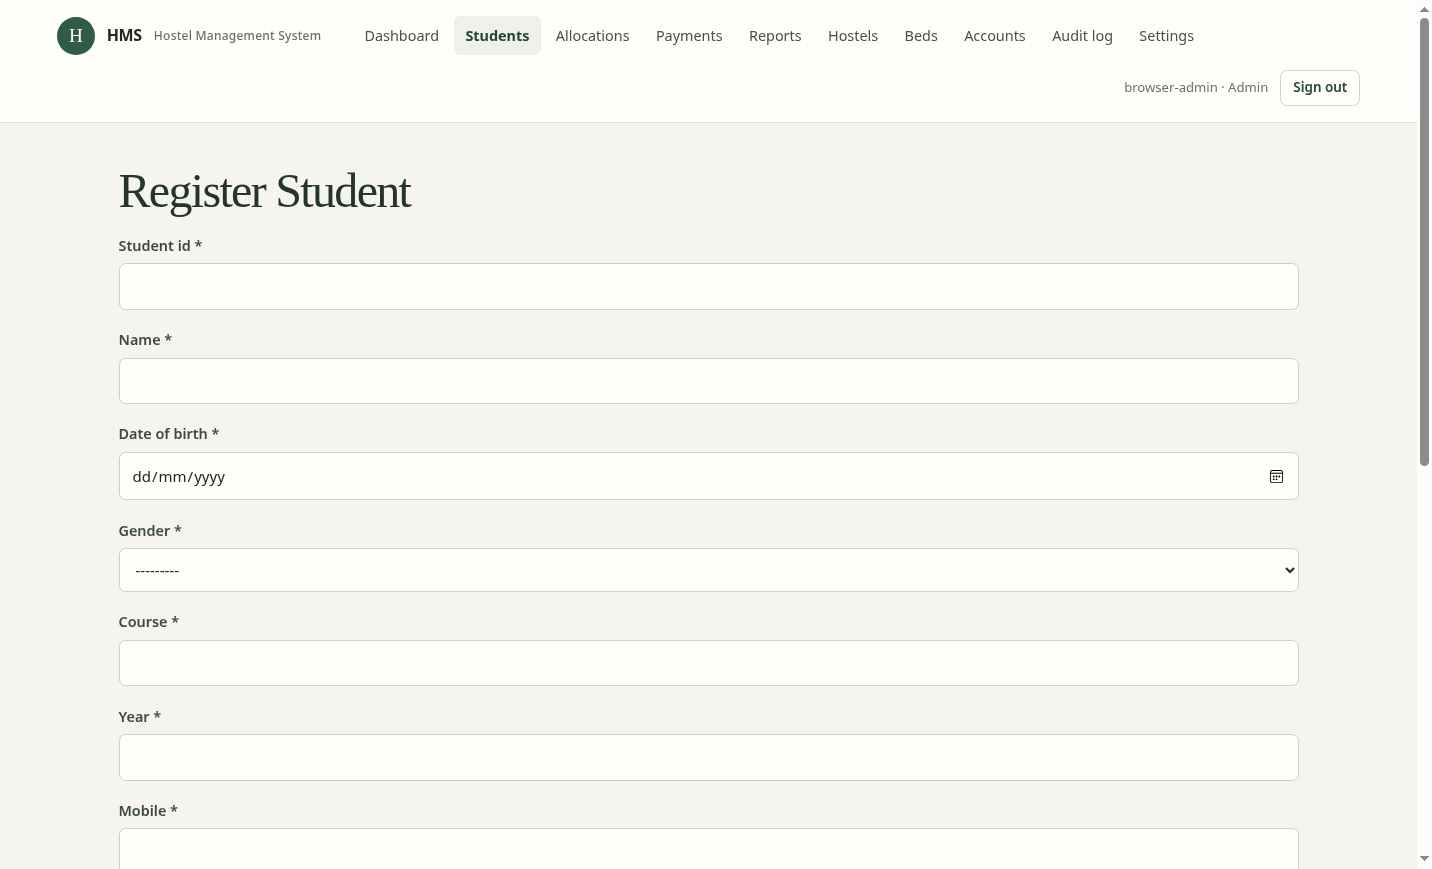 H HMS Hostel Management System Dashboard Students Allocations Payments Reports Hostels Beds Accounts Audit log Settings
browser-admin · Admin Sign out
Register Student
Student id *
Name *
Date of birth *
dd/mm/yyyy
Gender *
---------
Course *
Year *
Mobile *